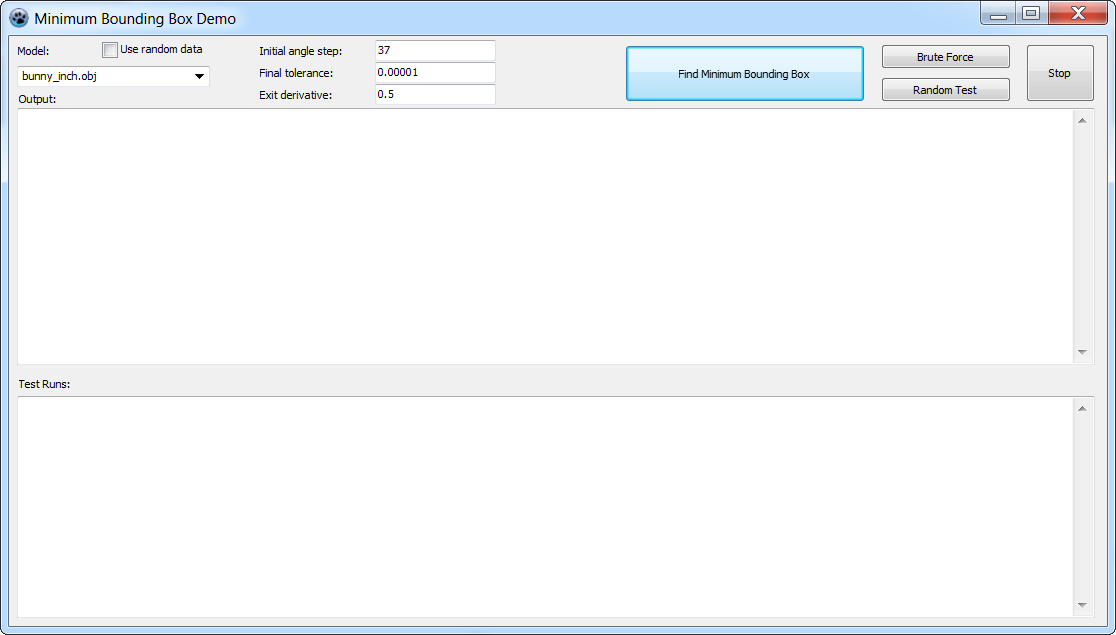 Minimum Bounding Box Demo
Model:
Use random data
bunny_inch.obj
Initial angle step:
37
Final tolerance:
0.00001
Exit derivative:
0.5
Find Minimum Bounding Box
Brute Force
Random Test
Stop
Output:
Test Runs: